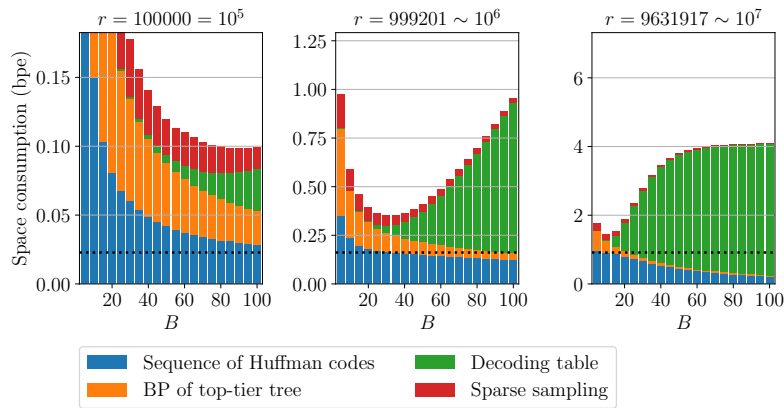 r = 100000 = 10^5
r = 999201 ∼ 10^6
r = 9631917 ∼ 10^7
Space consumption (bpe)
0.15
0.10
0.05
0.00
1.25
1.00
0.75
0.50
0.25
0.00
6
4
2
0
20 40 60 80 100
20 40 60 80 100
20 40 60 80 100
B
B
B
Sequence of Huffman codes
BP of top-tier tree
Decoding table
Sparse sampling